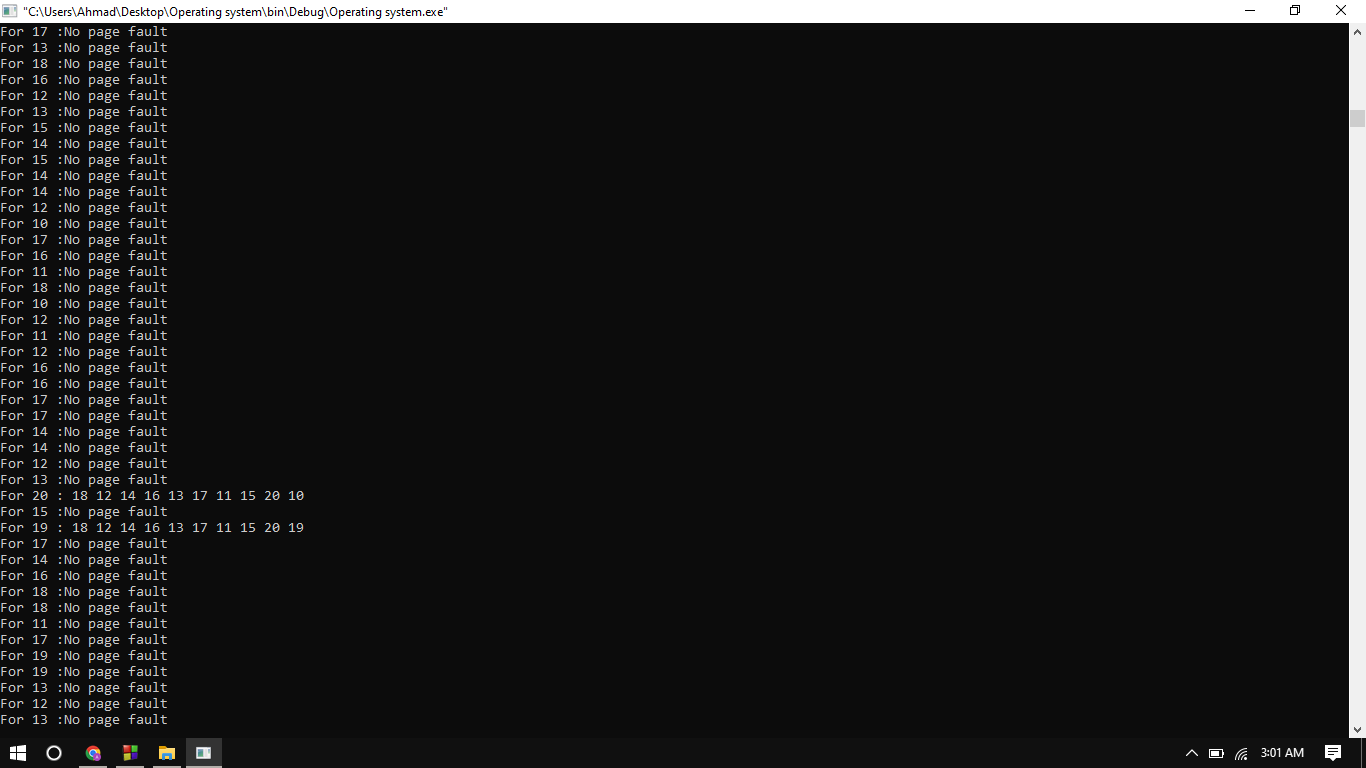 "C:\Users\Ahmad\Desktop\Operating system\bin\Debug\Operating system.exe"
For 17 :No page fault
For 13 :No page fault
For 18 :No page fault
For 16 :No page fault
For 12 :No page fault
For 13 :No page fault
For 15 :No page fault
For 14 :No page fault
For 15 :No page fault
For 14 :No page fault
For 14 :No page fault
For 12 :No page fault
For 10 :No page fault
For 17 :No page fault
For 16 :No page fault
For 11 :No page fault
For 18 :No page fault
For 10 :No page fault
For 12 :No page fault
For 11 :No page fault
For 12 :No page fault
For 16 :No page fault
For 16 :No page fault
For 17 :No page fault
For 17 :No page fault
For 14 :No page fault
For 14 :No page fault
For 12 :No page fault
For 13 :No page fault
For 20 : 18 12 14 16 13 17 11 15 20 10
For 15 :No page fault
For 19 : 18 12 14 16 13 17 11 15 20 19
For 17 :No page fault
For 14 :No page fault
For 16 :No page fault
For 18 :No page fault
For 18 :No page fault
For 11 :No page fault
For 17 :No page fault
For 19 :No page fault
For 19 :No page fault
For 13 :No page fault
For 12 :No page fault
For 13 :No page fault
3:01 AM